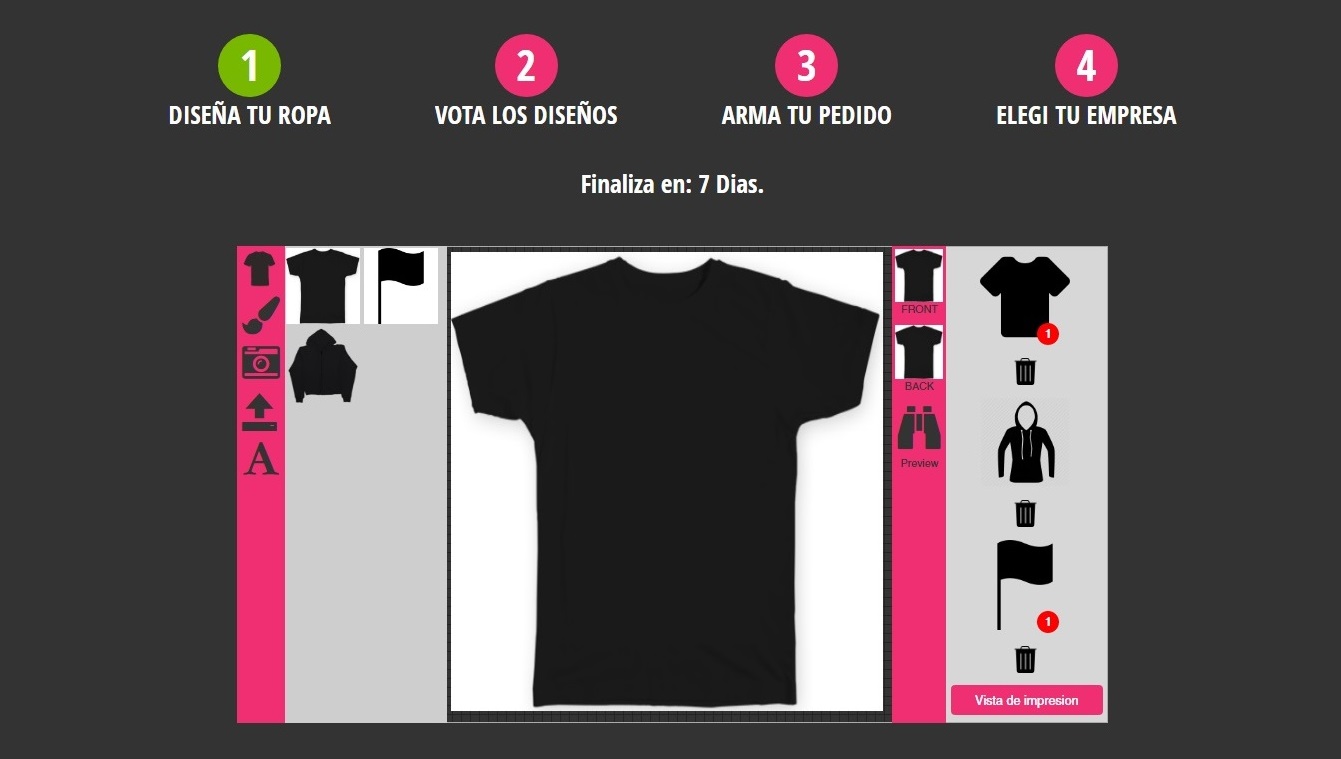 1
2
3
4
DISEÑA TU ROPA
VOTA LOS DISEÑOS
ARMA TU PEDIDO
ELEGI TU EMPRESA
Finaliza en: 7 Dias.
A
FRONT
BACK
Preview
1
1
Vista de impresion